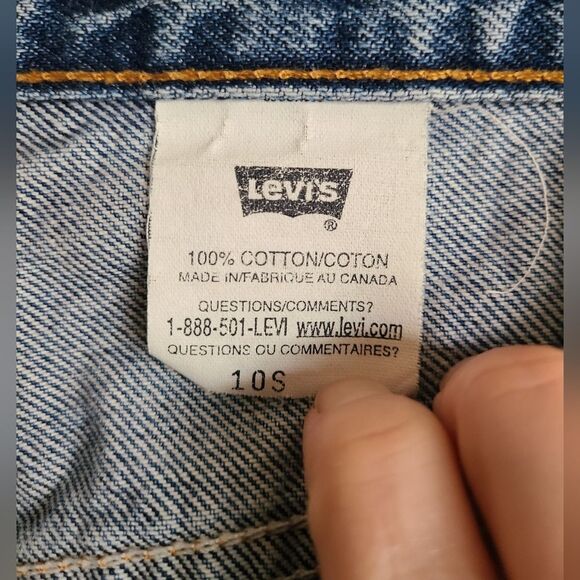 LEVI'S
®
100% COTTON/COTON
MADE IN/FABRIQUE AU CANADA
QUESTIONS/COMMENTS?
1-888-501-LEVI www.levi.com
QUESTIONS OU COMMENTAIRES?
10S